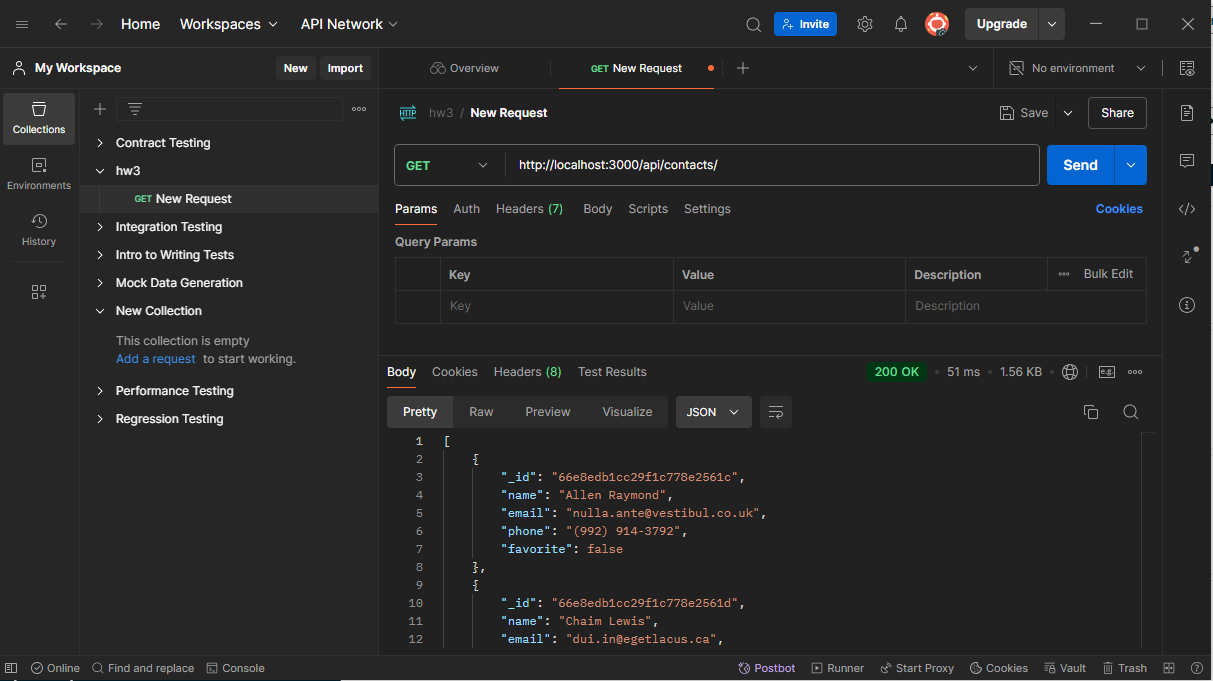 Home Workspaces API Network Invite Upgrade
My Workspace New Import Overview GET New Request No environment
HTTP hw3 / New Request Save Share
Collections
Environments
History
Contract Testing
hw3
GET New Request
Integration Testing
Intro to Writing Tests
Mock Data Generation
New Collection
This collection is empty
Add a request to start working.
Performance Testing
Regression Testing
GET http://localhost:3000/api/contacts/ Send
Params Auth Headers (7) Body Scripts Settings Cookies
Query Params
Key Value Description Bulk Edit
Key Value Description
Body Cookies Headers (8) Test Results 200 OK 51 ms 1.56 KB e.g.
Pretty Raw Preview Visualize JSON
1 [
2 {
3 "_id": "66e8edb1cc29f1c778e2561c",
4 "name": "Allen Raymond",
5 "email": "nulla.ante@vestibul.co.uk",
6 "phone": "(992) 914-3792",
7 "favorite": false
8 },
9 {
10 "_id": "66e8edb1cc29f1c778e2561d",
11 "name": "Chaim Lewis",
12 "email": "dui.in@egetlacus.ca",
Online Find and replace Console Postbot Runner Start Proxy Cookies Vault Trash